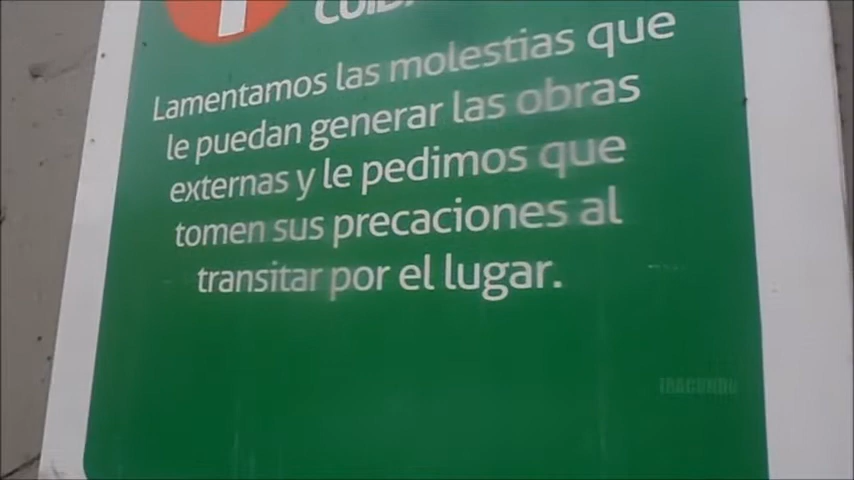 Lamentamos las molestias que
le puedan generar las obras
externas y le pedimos que
tomen sus precaciones al
transitar por el lugar.
IRACUNDO